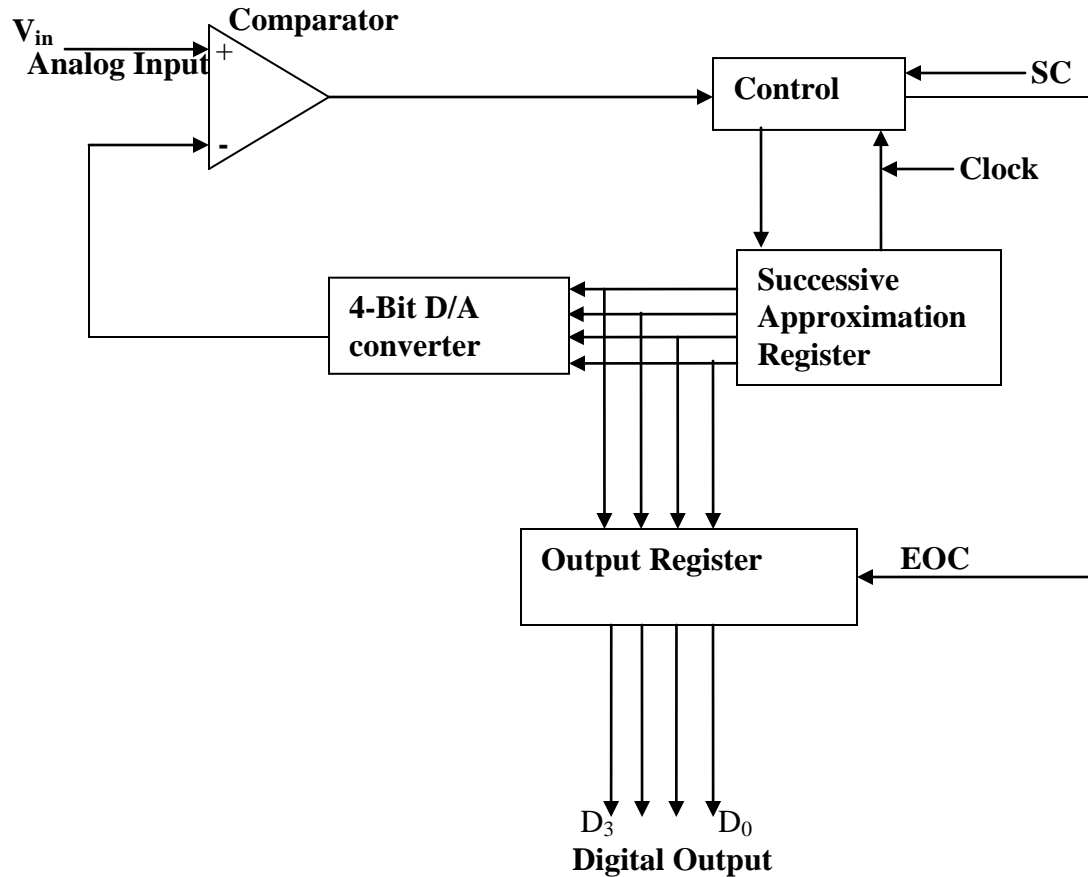 Comparator
V_in
Analog Input
+
-
Control
SC
Clock
4-Bit D/A
converter
Successive
Approximation
Register
Output Register
EOC
D₃
D₀
Digital Output